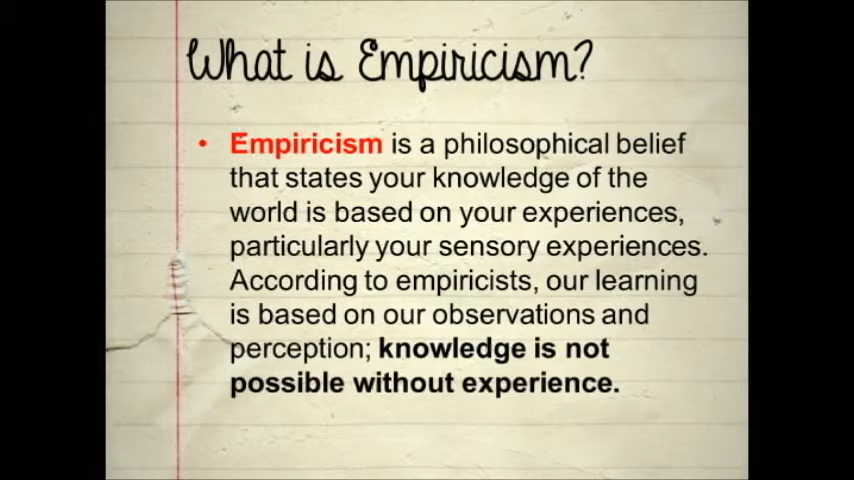 What is Empiricism?
• Empiricism is a philosophical belief
that states your knowledge of the
world is based on your experiences,
particularly your sensory experiences.
According to empiricists, our learning
is based on our observations and
perception; knowledge is not
possible without experience.